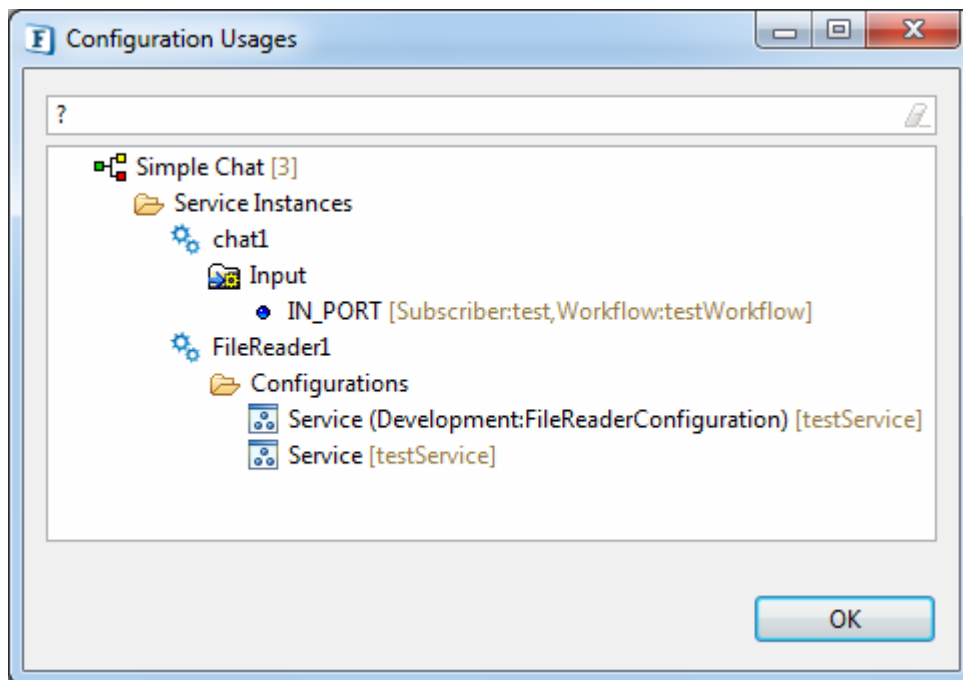 Configuration Usages
?
Simple Chat [3]
Service Instances
chat1
Input
IN_PORT [Subscriber:test,Workflow:testWorkflow]
FileReader1
Configurations
Service (Development:FileReaderConfiguration) [testService]
Service [testService]
OK